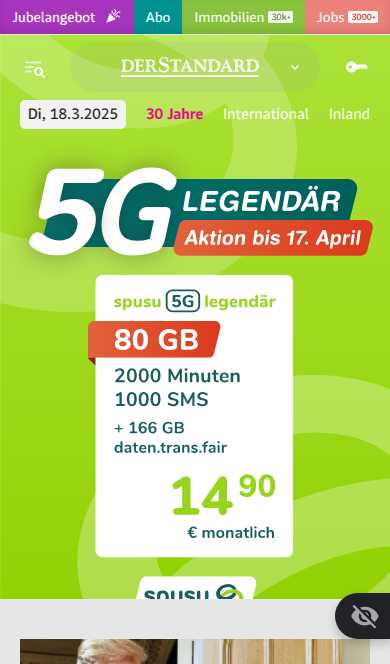 Jubelangebot Abo Immobilien 30k+ Jobs 3000+
DERSTANDARD
Di, 18.3.2025 30 Jahre International Inland
5G LEGENDÄR
Aktion bis 17. April
spusu 5G legendär
80 GB
2000 Minuten
1000 SMS
+ 166 GB
daten.trans.fair
14 90
€ monatlich
spusu